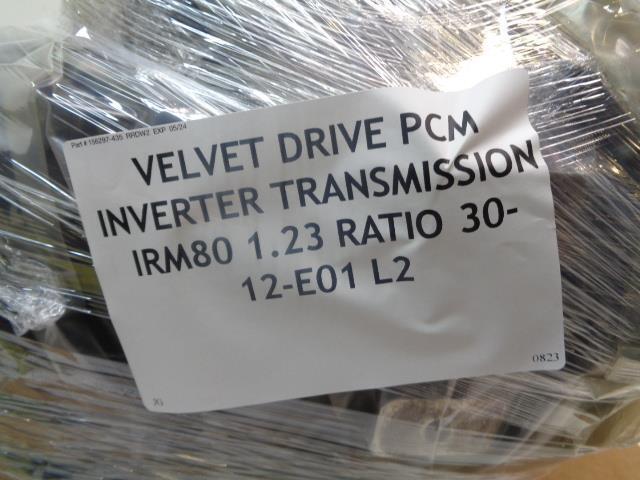 Part # 156297-435 RRDW2 EXP 05/24
VELVET DRIVE PCM
INVERTER TRANSMISSION
IRM80 1.23 RATIO 30-
12-E01 L2
0823